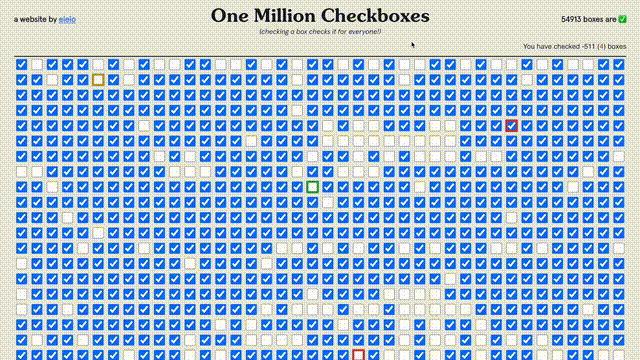 a website by eieio
One Million Checkboxes
(checking a box checks it for everyone!)
54913 boxes are ✅
You have checked -511 (4) boxes